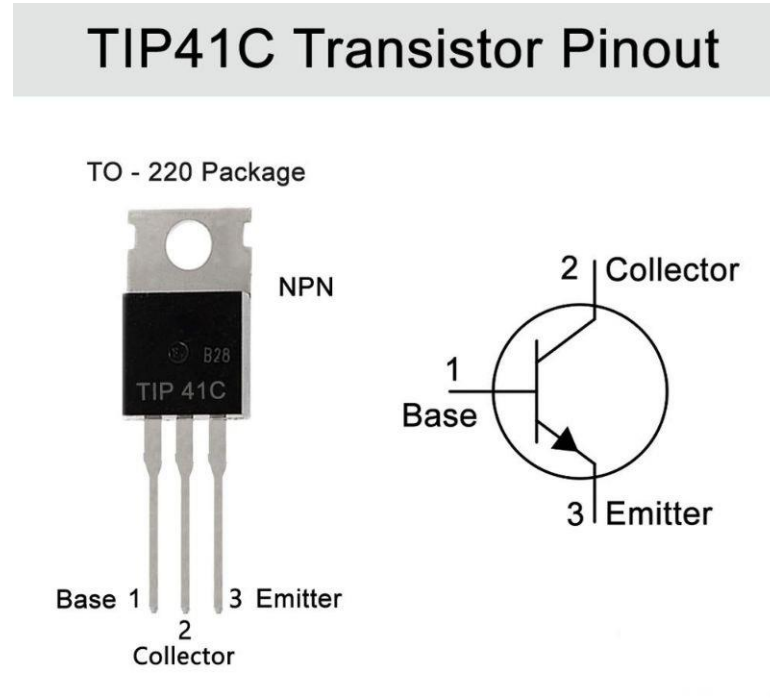 TIP41C Transistor Pinout
TO - 220 Package
NPN
B28
TIP 41C
Base 1
2
Collector
3 Emitter
2 Collector
1
Base
3 Emitter